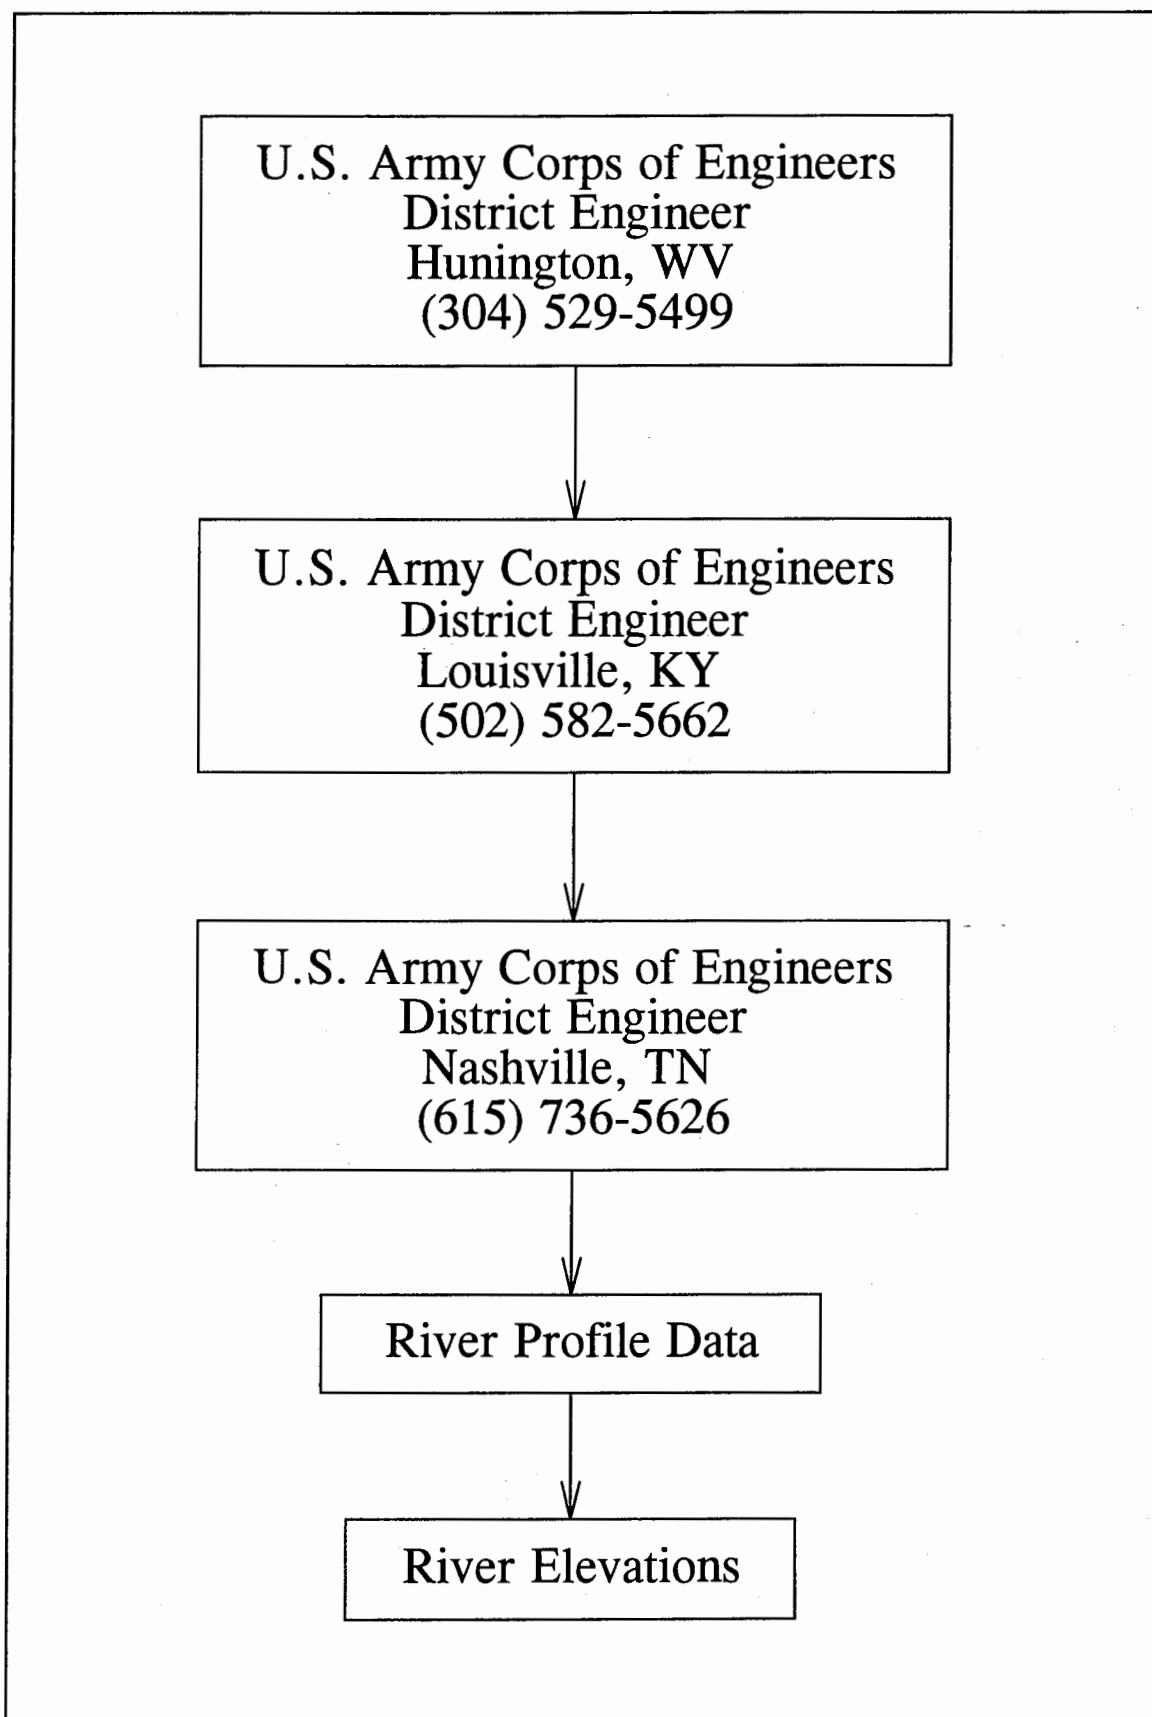 U.S. Army Corps of Engineers
District Engineer
Hunington, WV
(304) 529-5499
U.S. Army Corps of Engineers
District Engineer
Louisville, KY
(502) 582-5662
U.S. Army Corps of Engineers
District Engineer
Nashville, TN
(615) 736-5626
River Profile Data
River Elevations